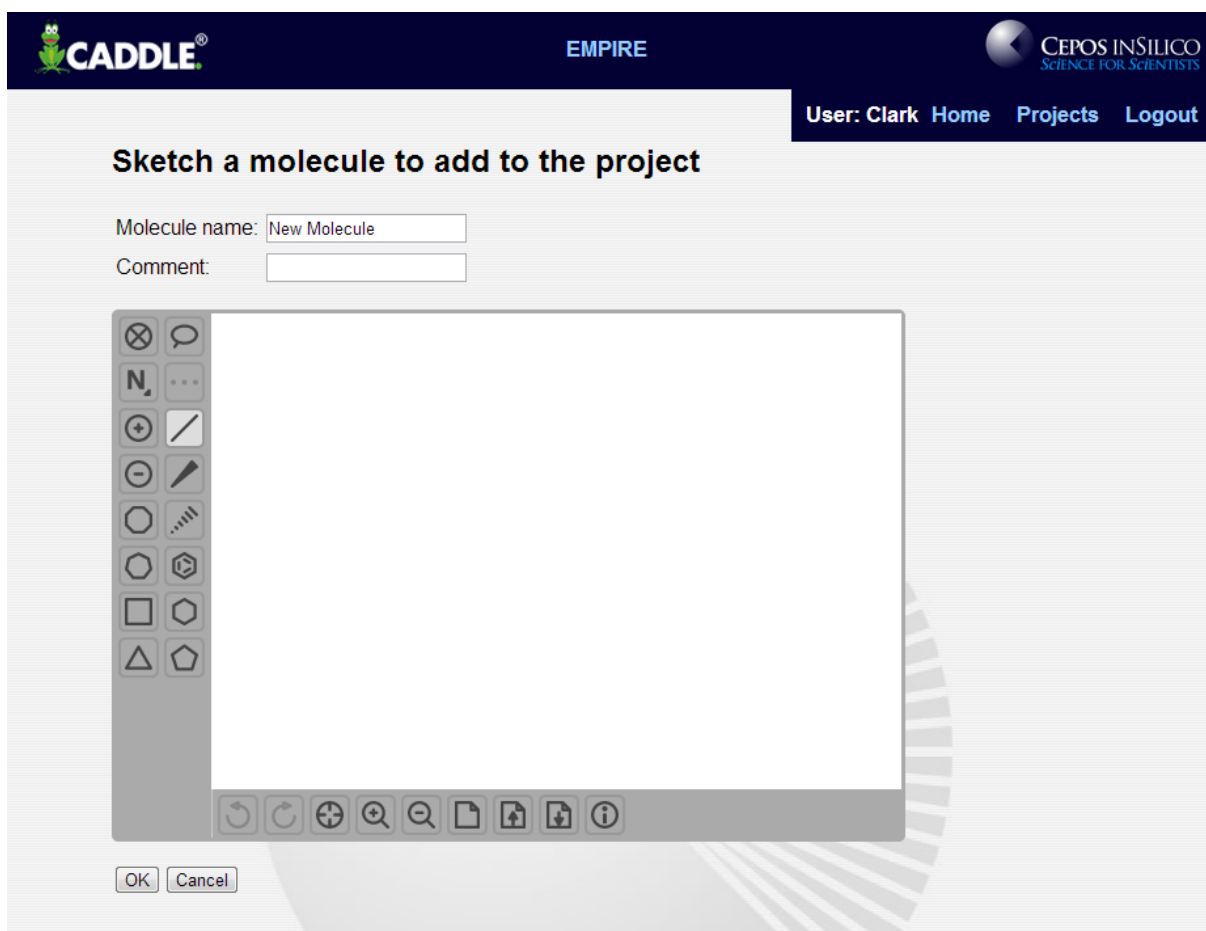 CADDLE®
EMPIRE
CEPOS INSILICO
SCIENCE FOR SCIENTISTS
User: Clark Home Projects Logout
Sketch a molecule to add to the project
Molecule name: New Molecule
Comment:
N
OK Cancel